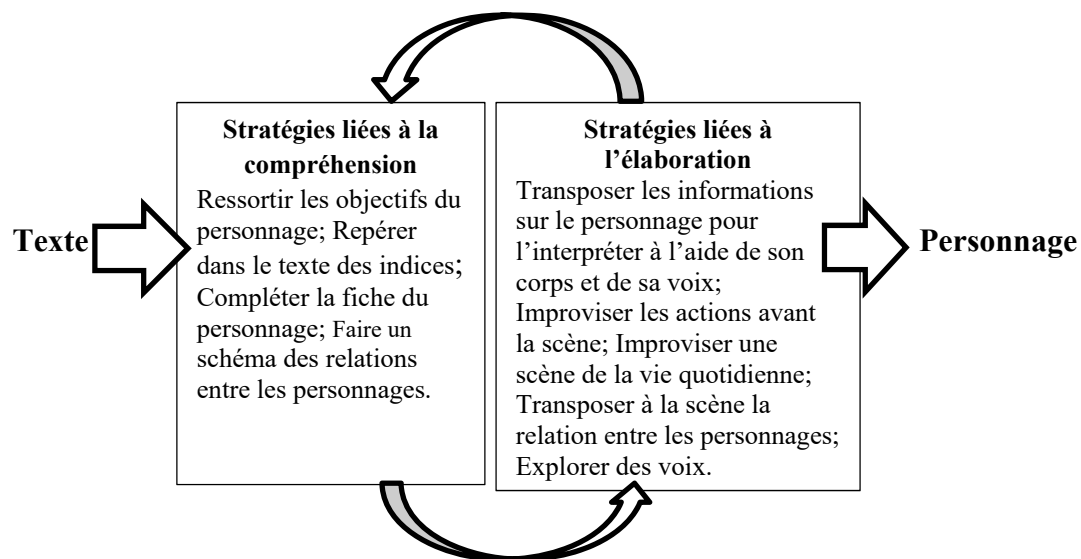 Texte
Stratégies liées à la
compréhension
Ressortir les objectifs du
personnage; Repérer
dans le texte des indices;
Compléter la fiche du
personnage; Faire un
schéma des relations
entre les personnages.
Stratégies liées à
l’élaboration
Transposer les informations
sur le personnage pour
l’interpréter à l’aide de son
corps et de sa voix;
Improviser les actions avant
la scène; Improviser une
scène de la vie quotidienne;
Transposer à la scène la
relation entre les personnages;
Explorer des voix.
Personnage